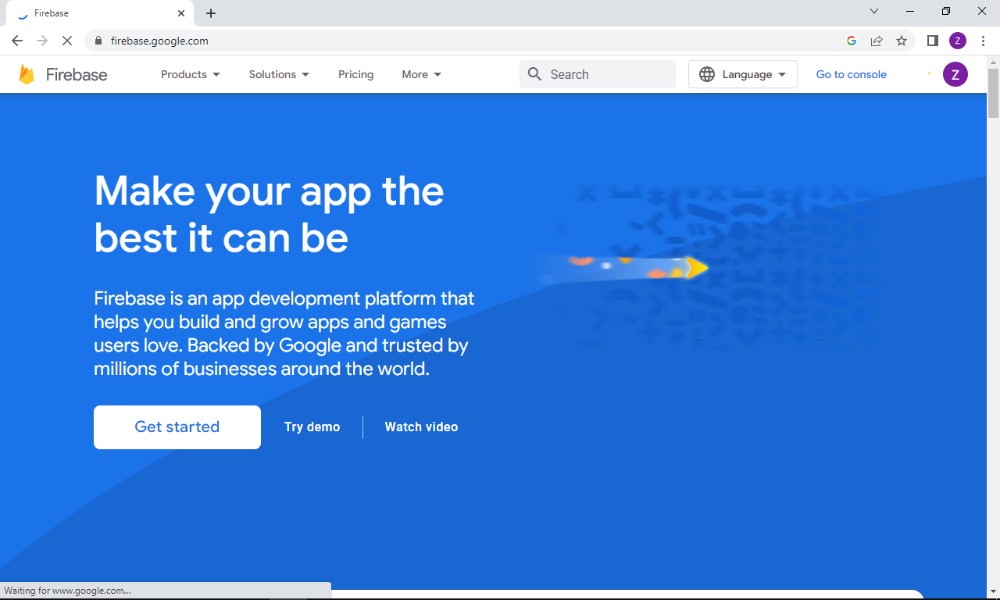 Firebase
firebase.google.com
Z
Firebase
Products
Solutions
Pricing
More
Search
Language
Go to console
Z
Make your app the
best it can be
Firebase is an app development platform that
helps you build and grow apps and games
users love. Backed by Google and trusted by
millions of businesses around the world.
Get started
Try demo
Watch video
Waiting for www.google.com...